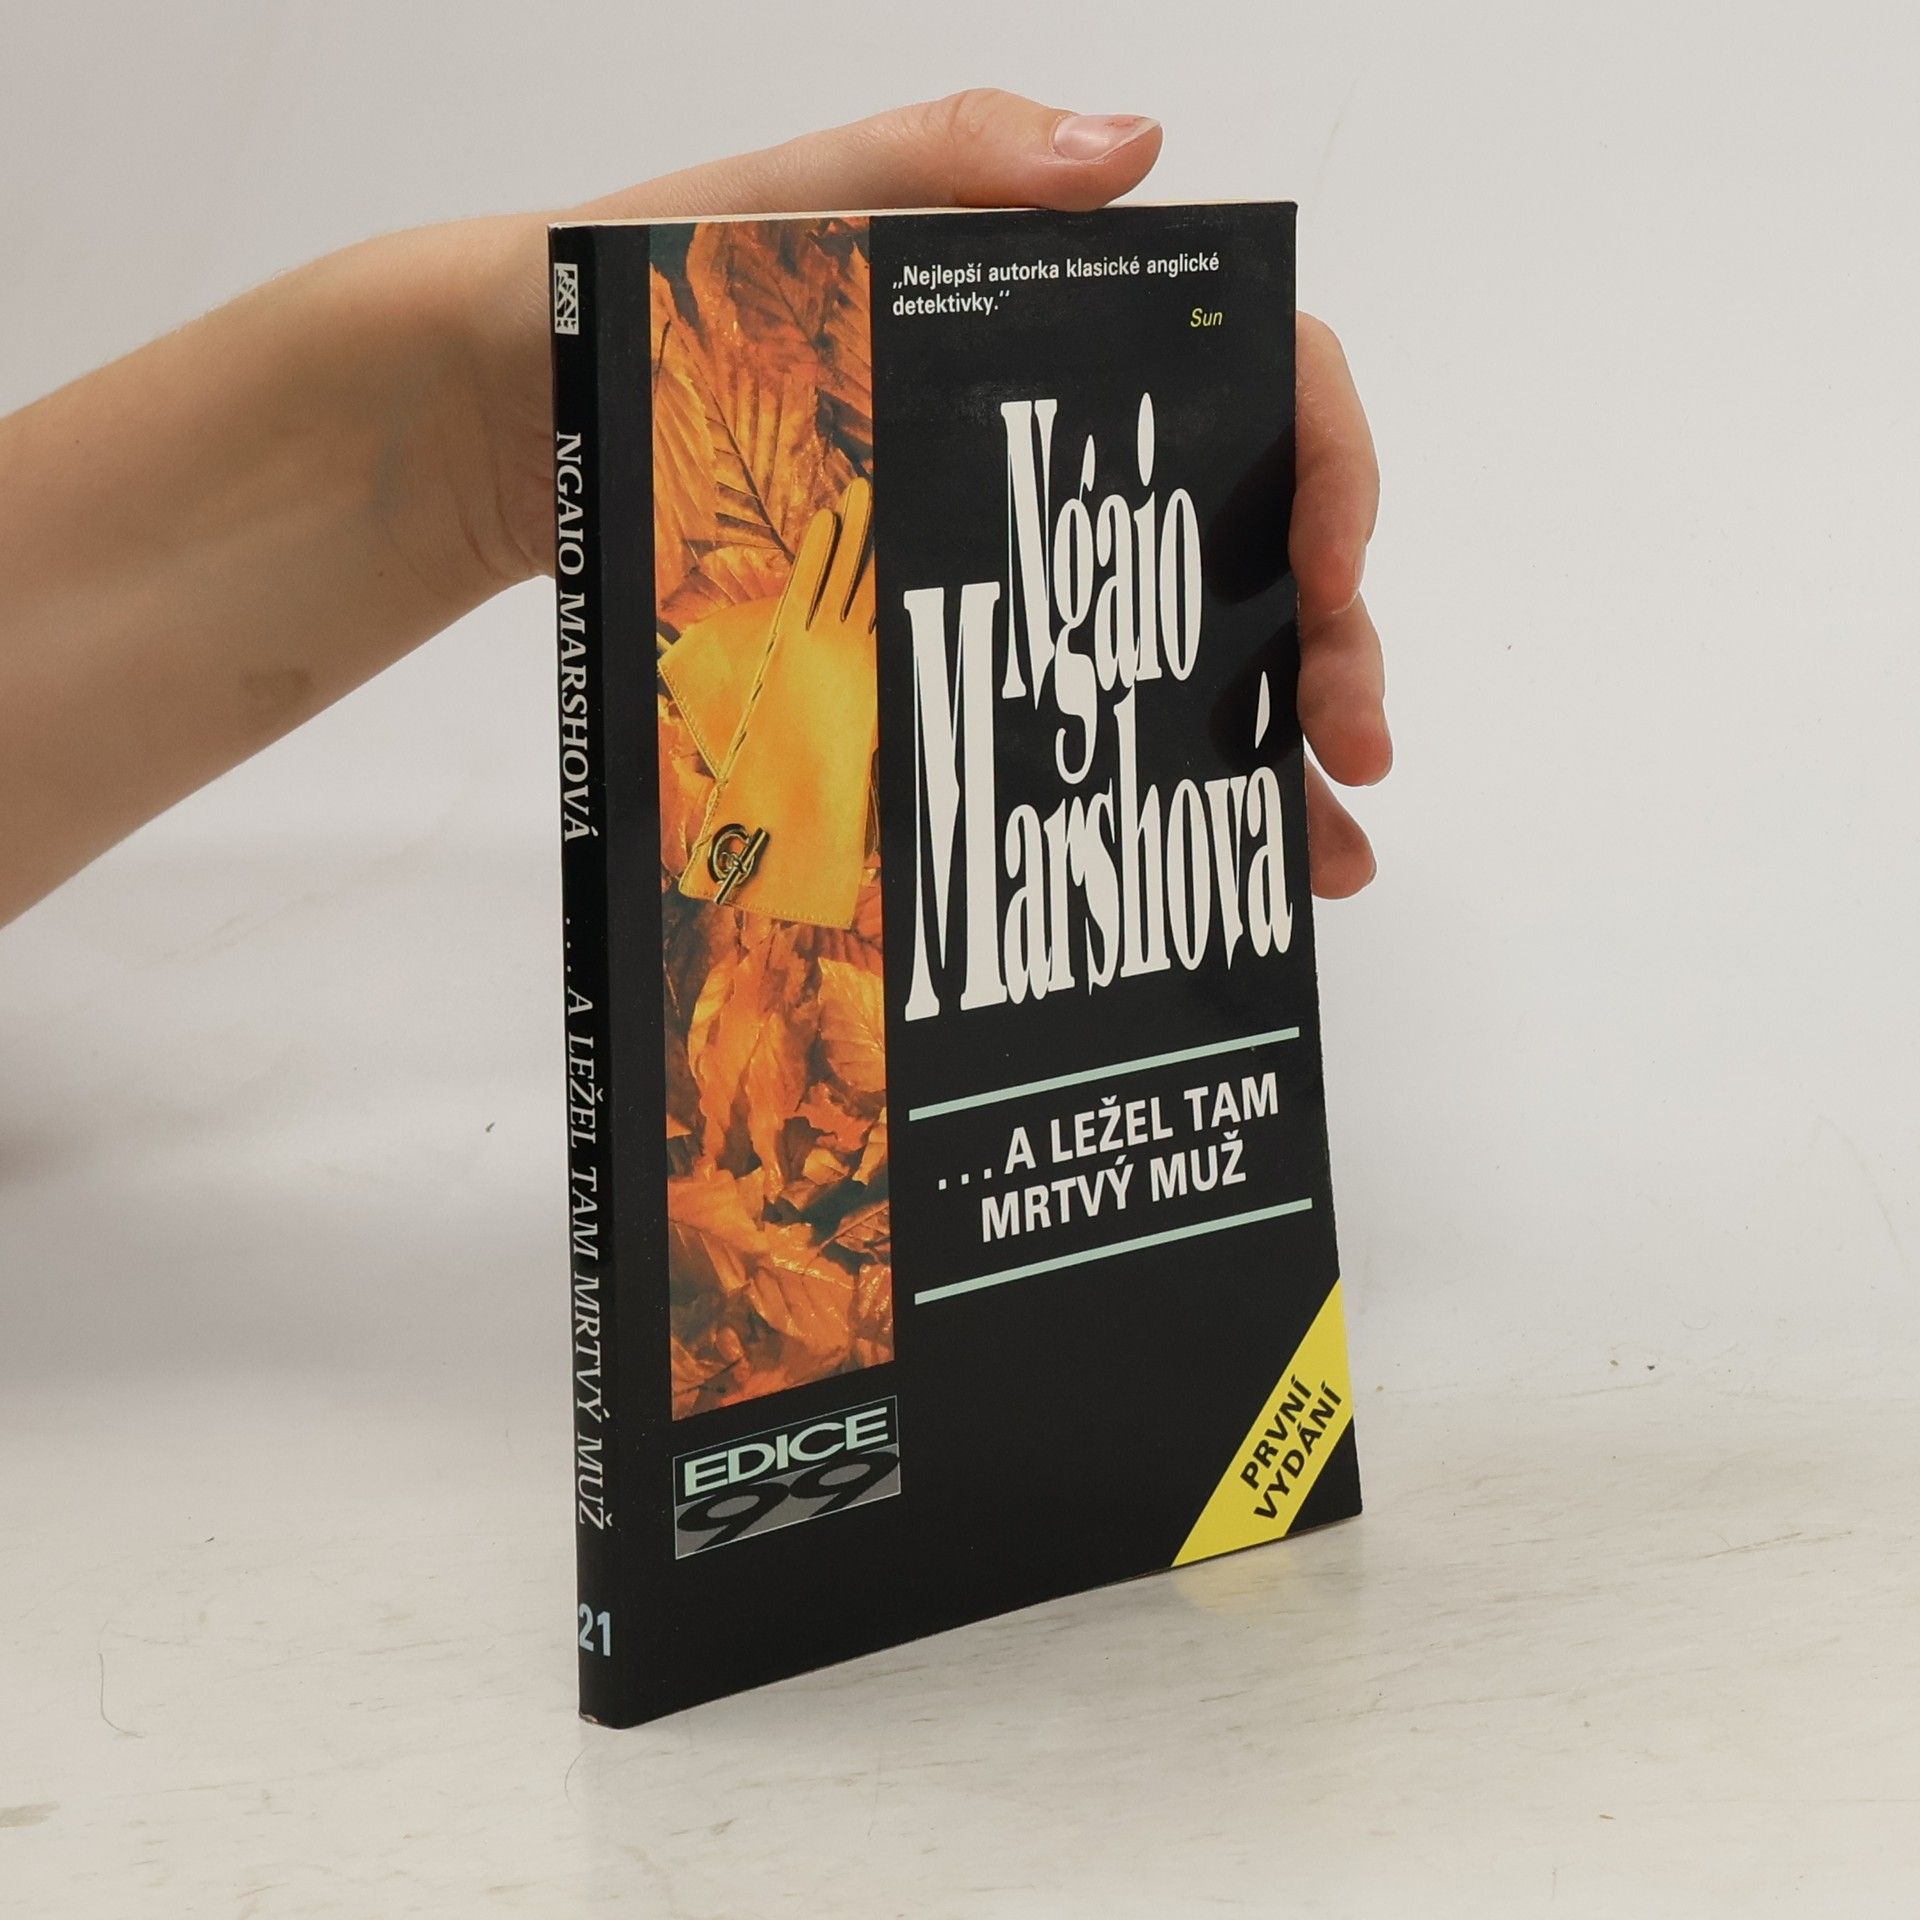 NGAIO MARSHOVÁ ...A LEŽEL TAM MRTVÝ MUŽ
21
„Nejlepší autorka klasické anglické
detektivky.“
Sun
Ngaio
Marshová
...A LEŽEL TAM
MRTVÝ MUŽ
EDICE
99
PRVNÍ
VYDÁNÍ